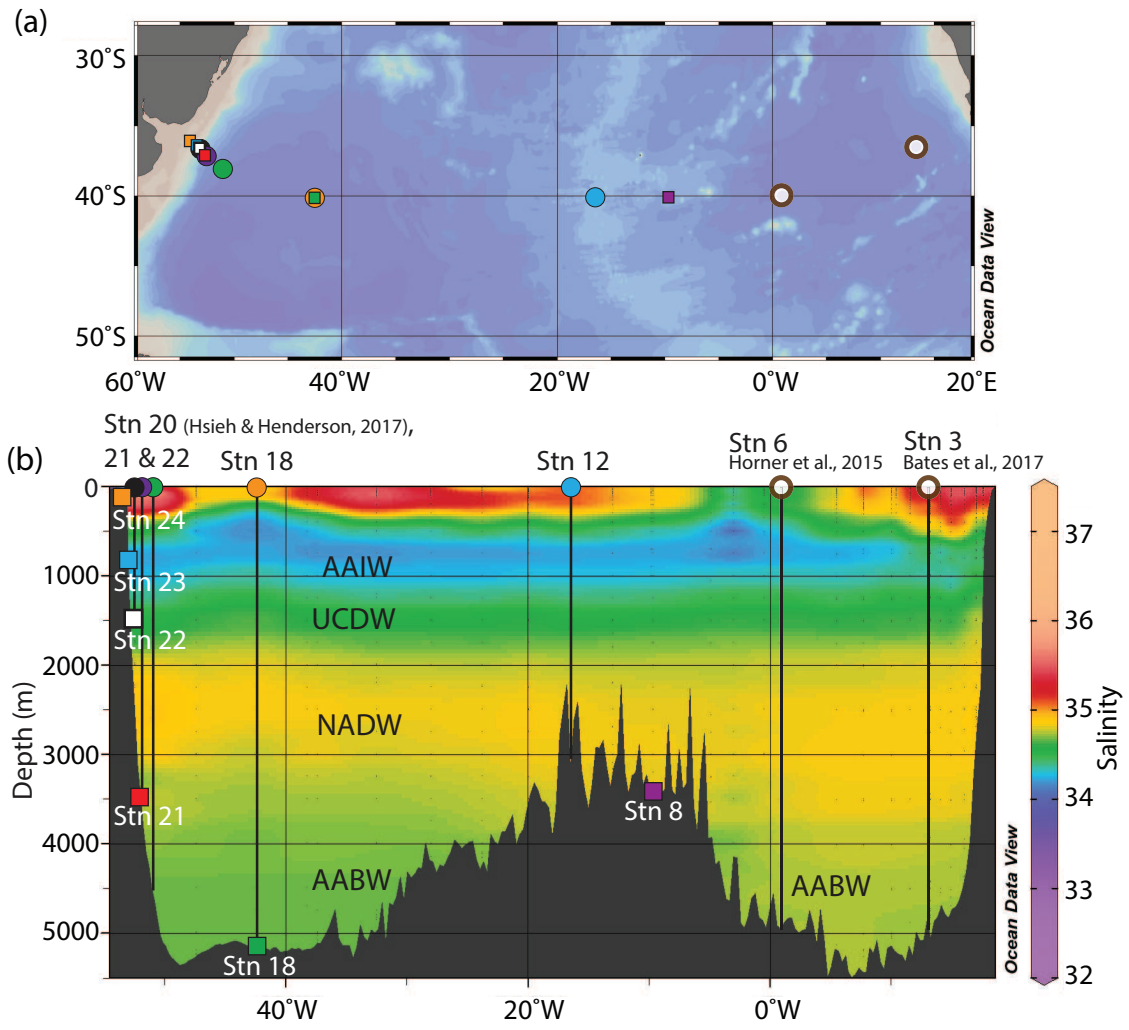 (a)
30°S
40°S
50°S
60°W
40°W
20°W
0°W
20°E
Ocean Data View
Stn 20 (Hsieh & Henderson, 2017),
21 & 22
Stn 18
Stn 12
Stn 6
Horner et al., 2015
Stn 3
Bates et al., 2017
(b)
0
1000
2000
3000
4000
5000
Depth (m)
Stn 24
Stn 23
Stn 22
Stn 21
Stn 18
Stn 8
AAIW
UCDW
NADW
AABW
AABW
40°W
20°W
0°W
Ocean Data View
37
36
35
34
33
32
Salinity